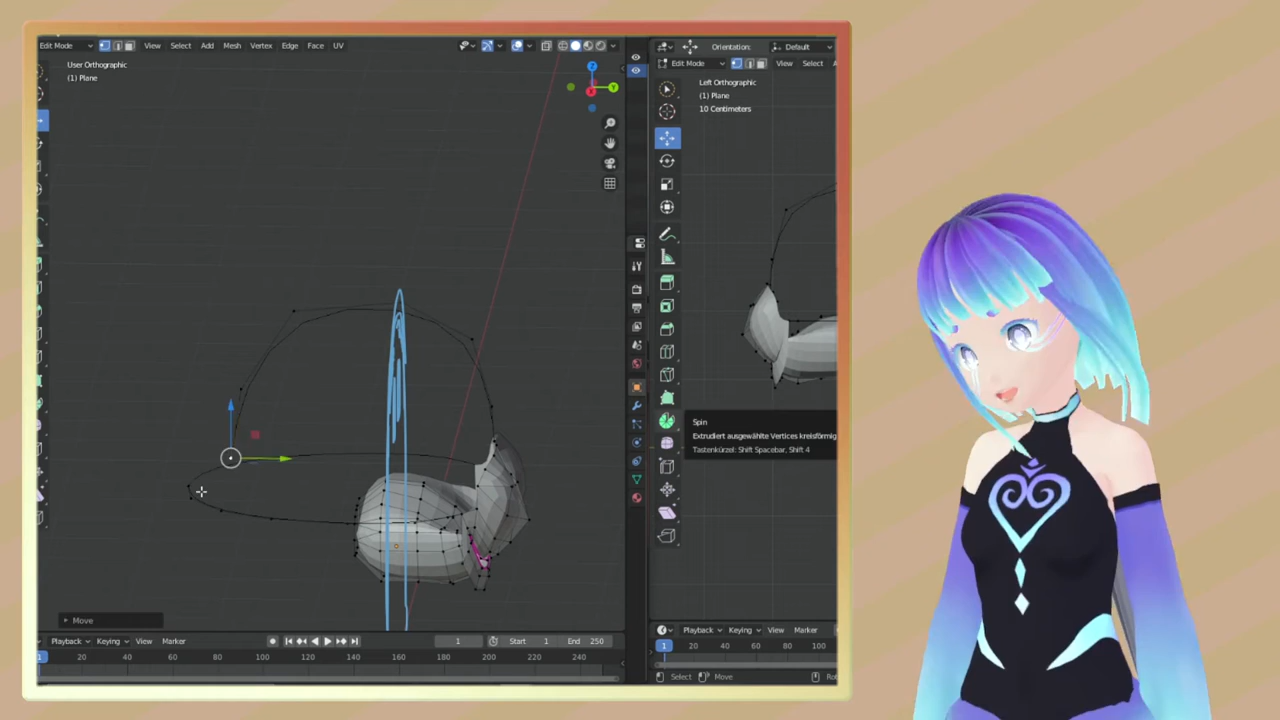 Edit Mode View Select Add Mesh Vertex Edge Face UV
User Orthographic
(1) Plane
Z
Y
X
Move
Playback Keying View Marker 1 Start 1 End 250
1 20 40 60 80 100 120 140 160 180 200 220 240
Orientation: Default
Edit Mode View Select
Left Orthographic
(1) Plane
10 Centimeters
Spin
Extrudiert ausgewählte Vertices kreisförmig
Tastenkürzel: Shift Spacebar, Shift 4
Playback Keying View Marker
1 20 40 60 80 100
Select Move